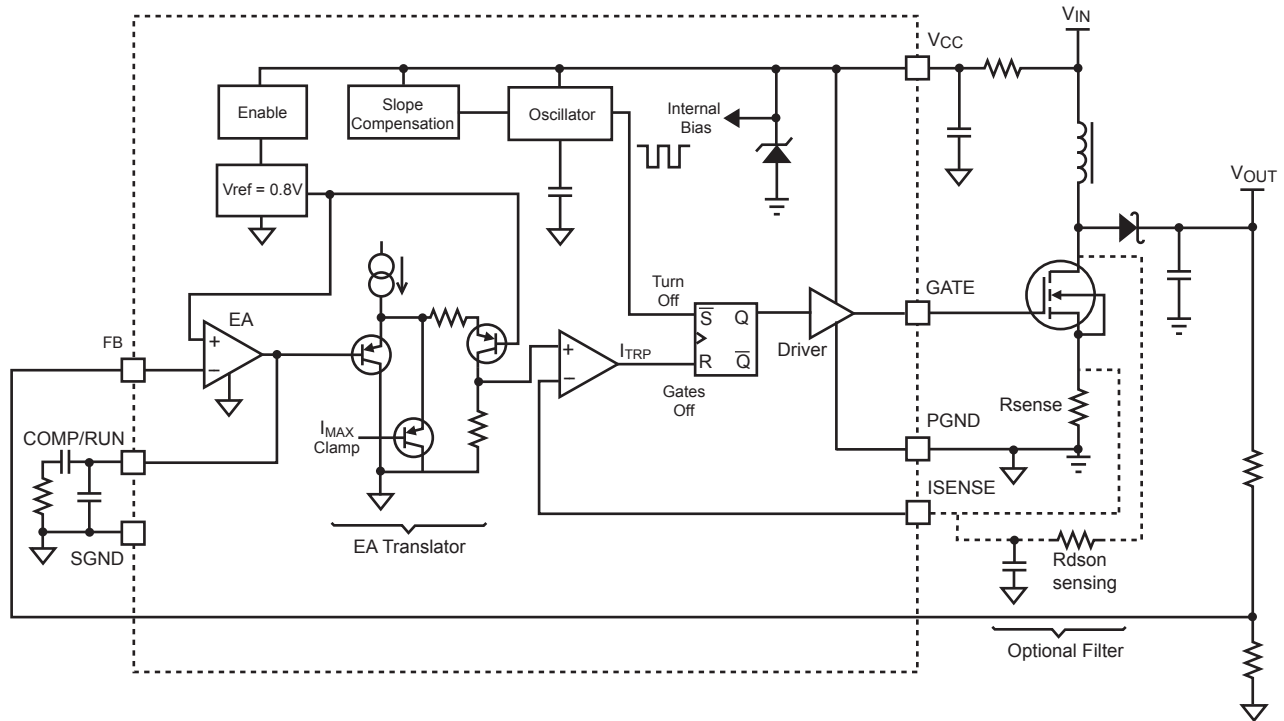 VIN
VCC
Enable
Slope
Compensation
Oscillator
Internal
Bias
Vref = 0.8V
VOUT
Turn
Off
GATE
EA
+
−
FB
S Q
R Q
Driver
ITRP
+
−
Gates
Off
Rsense
COMP/RUN
IMAX
Clamp
PGND
ISENSE
SGND
EA Translator
Rdson
sensing
Optional Filter